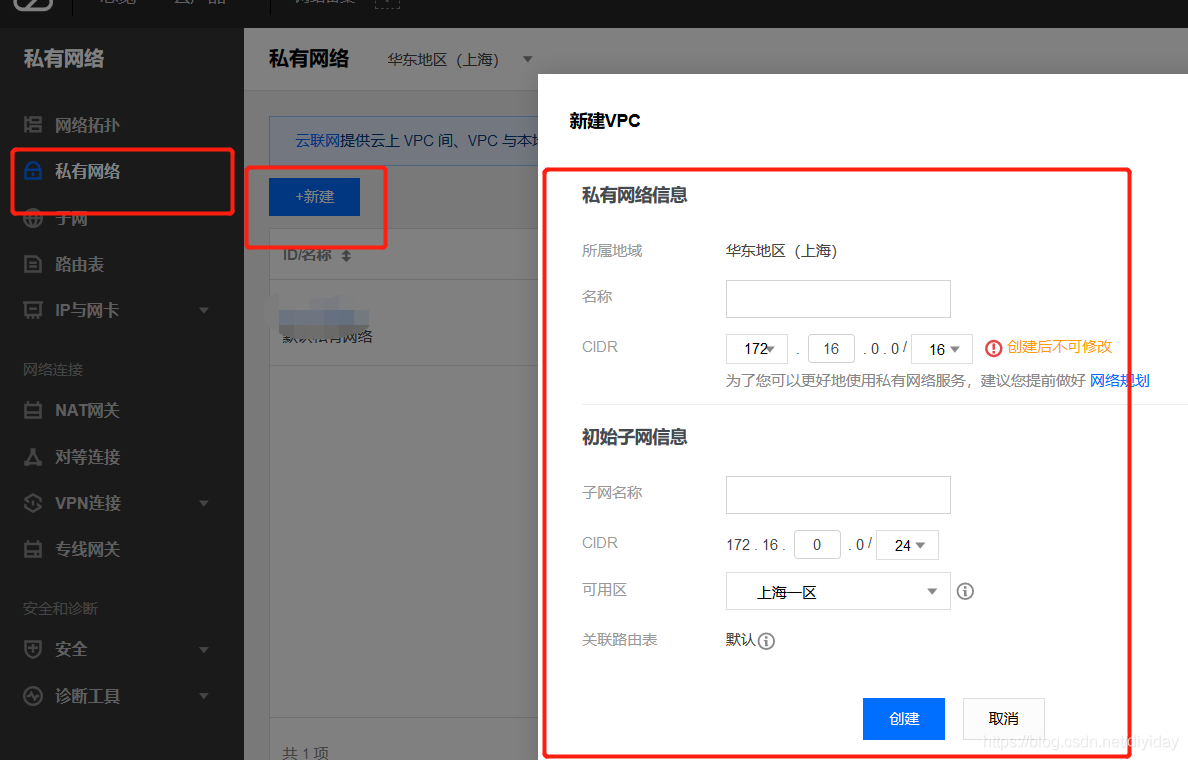 私有网络
网络拓扑
私有网络
子网
路由表
IP与网卡
网络连接
NAT网关
对等连接
VPN连接
专线网关
安全和诊断
安全
诊断工具
私有网络 华东地区（上海）
云联网提供云上 VPC 间、VPC 与本地
+新建
ID/名称
默认私有网络
共 1 项
新建VPC
私有网络信息
所属地域 华东地区（上海）
名称
CIDR 172 . 16 . 0 . 0 / 16 创建后不可修改
为了您可以更好地使用私有网络服务，建议您提前做好 网络规划
初始子网信息
子网名称
CIDR 172 . 16 . 0 . 0 / 24
可用区 上海一区
关联路由表 默认
创建 取消
https://blog.csdn.net/diyiday